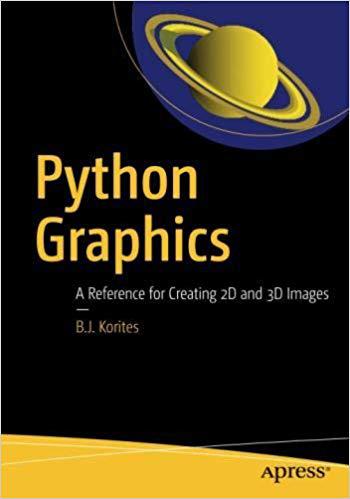 Python
Graphics
A Reference for Creating 2D and 3D Images
—
B.J. Korites
Apress®